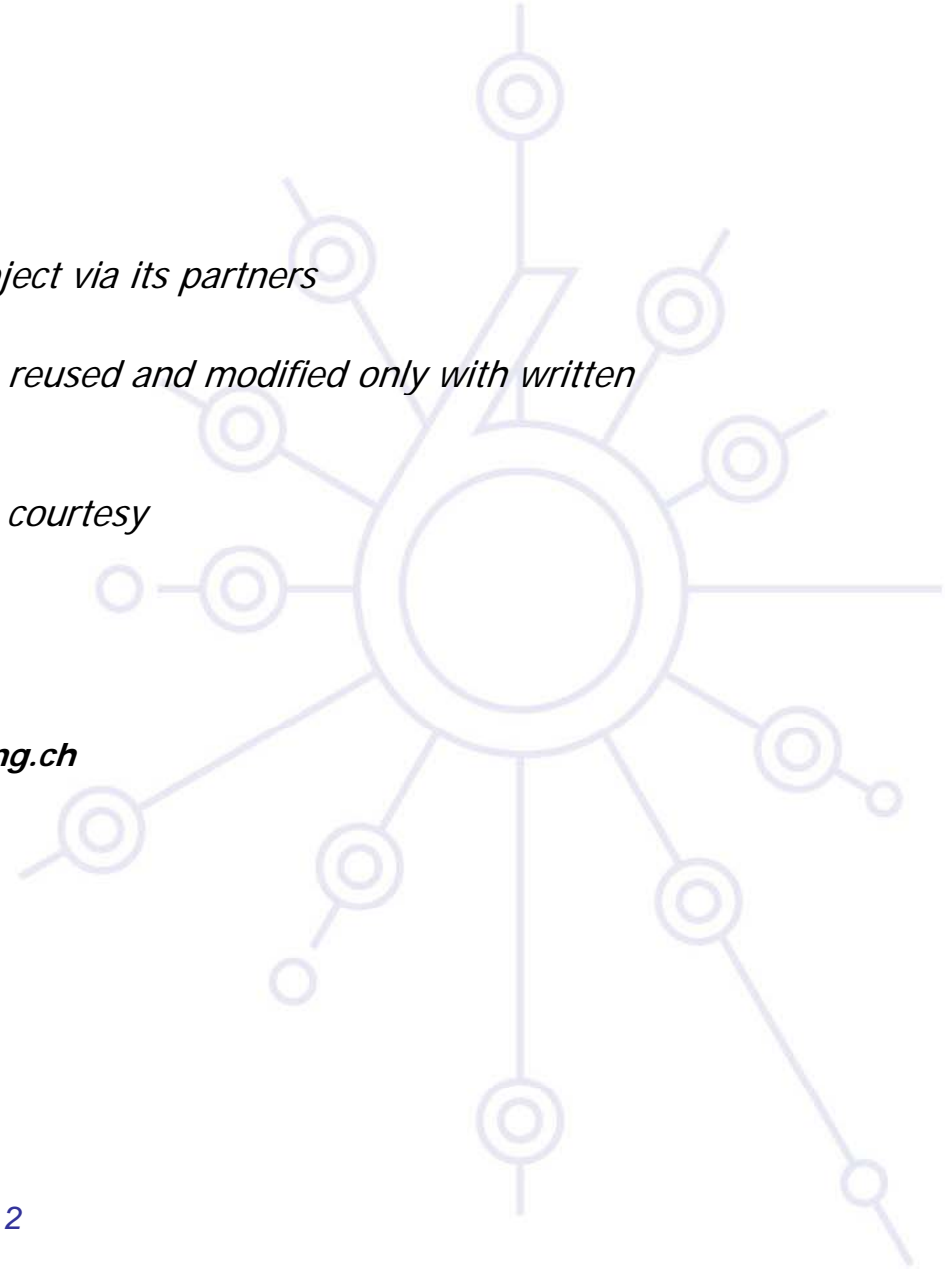 ject via its partners
reused and modified only with written
courtesy
ng.ch
2